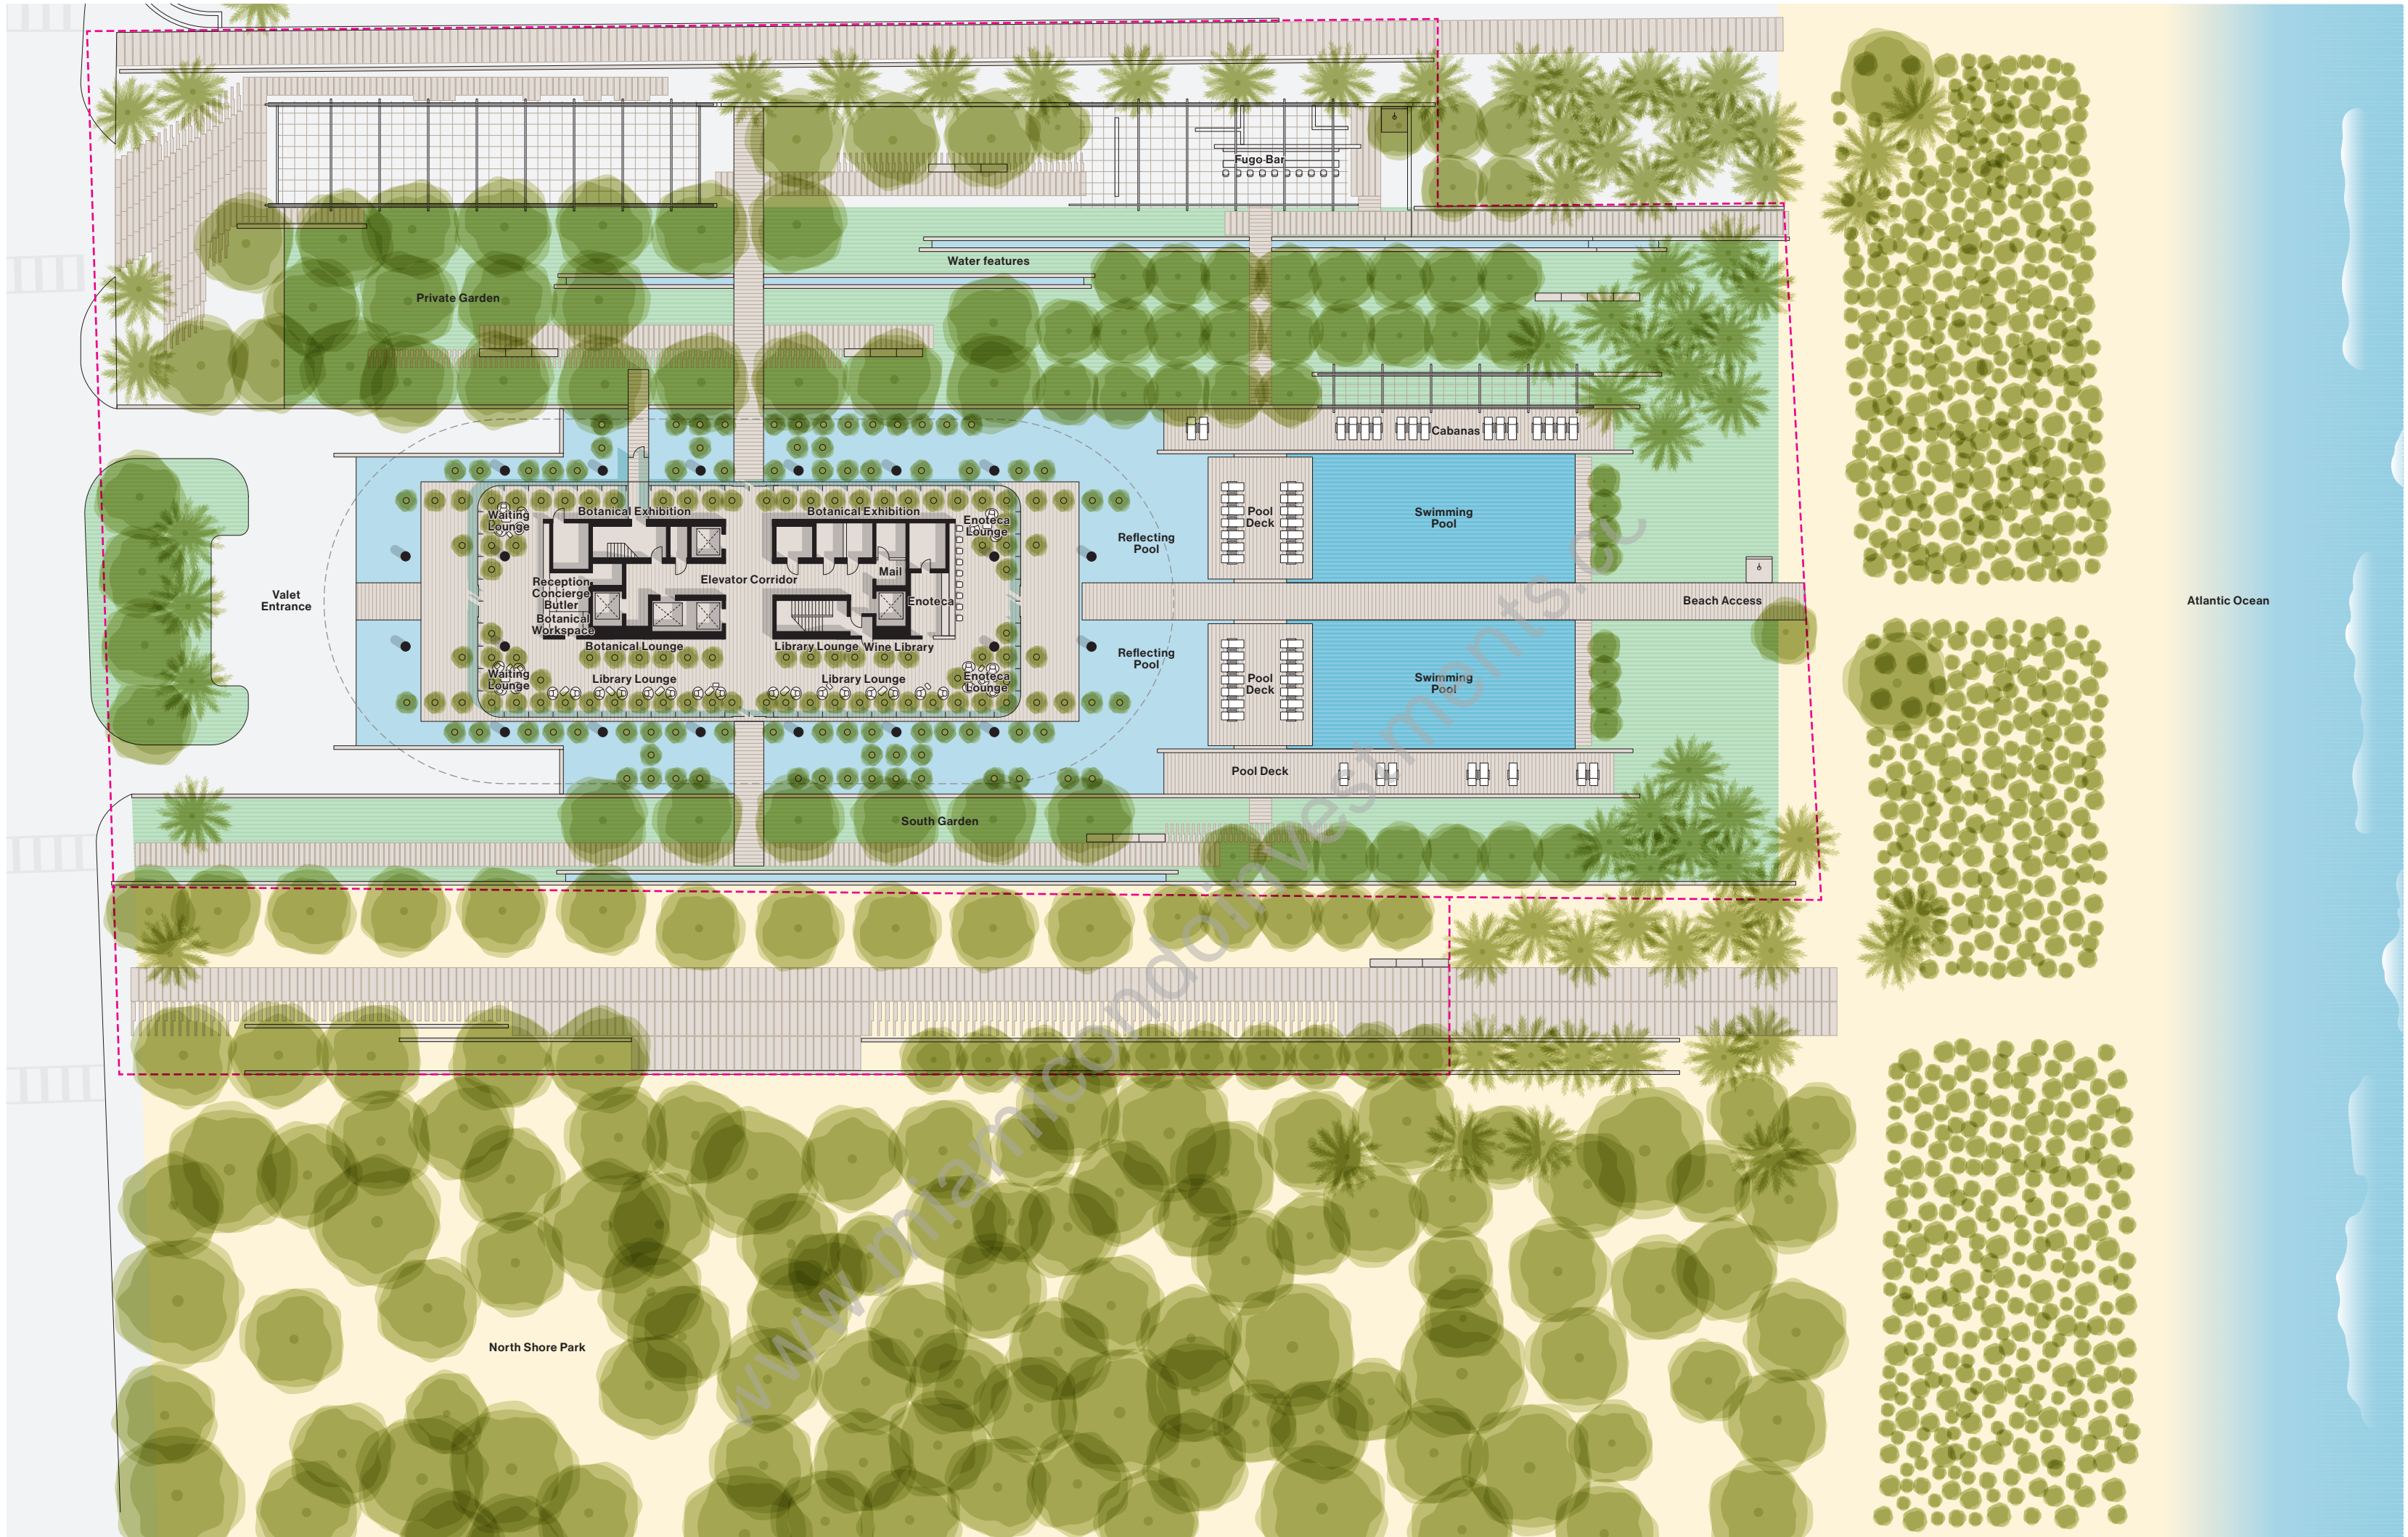 Fugo Bar
Water features
Private Garden
Cabanas
Waiting
Lounge
Botanical Exhibition
Botanical Exhibition
Enoteca
Lounge
Pool
Deck
Swimming
Pool
Reflecting
Pool
Elevator Corridor
Mail
Reception
Concierge
Butler
Botanical
Workspace
Enoteca
Valet
Entrance
Beach Access
Atlantic Ocean
Botanical Lounge
Library Lounge
Wine Library
Reflecting
Pool
Waiting
Lounge
Library Lounge
Library Lounge
Enoteca
Lounge
Pool
Deck
Swimming
Pool
Pool Deck
South Garden
North Shore Park
www.miamicondoinvestments.co